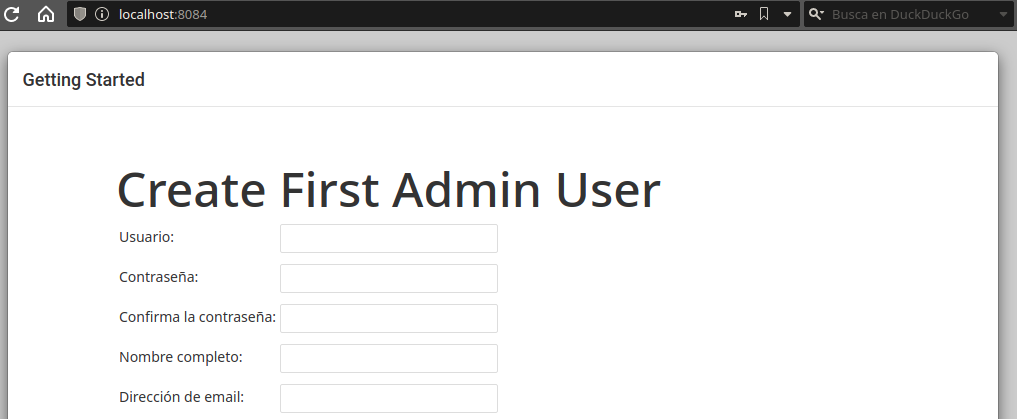 localhost:8084
Busca en DuckDuckGo
Getting Started
Create First Admin User
Usuario:
Contraseña:
Confirma la contraseña:
Nombre completo:
Dirección de email: